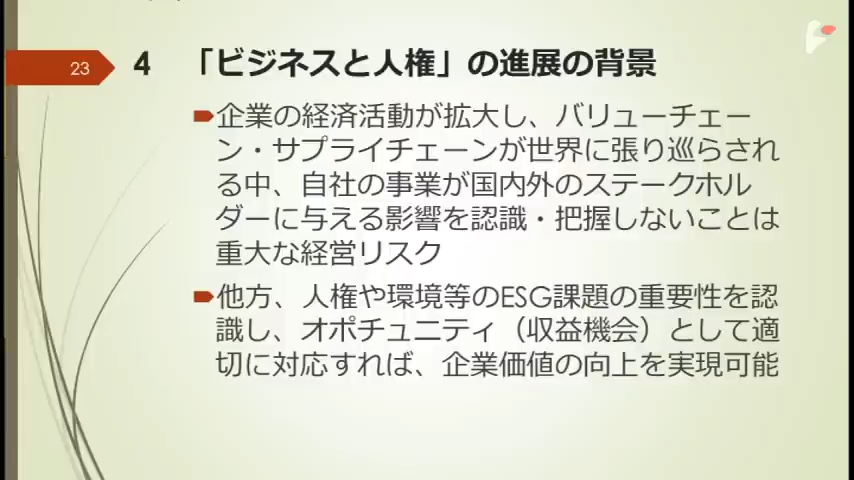 23
4 「ビジネスと人権」の進展の背景
企業の経済活動が拡大し、バリューチェー
ン・サプライチェーンが世界に張り巡らされ
る中、自社の事業が国内外のステークホル
ダーに与える影響を認識・把握しないことは
重大な経営リスク
他方、人権や環境等のESG課題の重要性を認
識し、オポチュニティ（収益機会）として適
切に対応すれば、企業価値の向上を実現可能